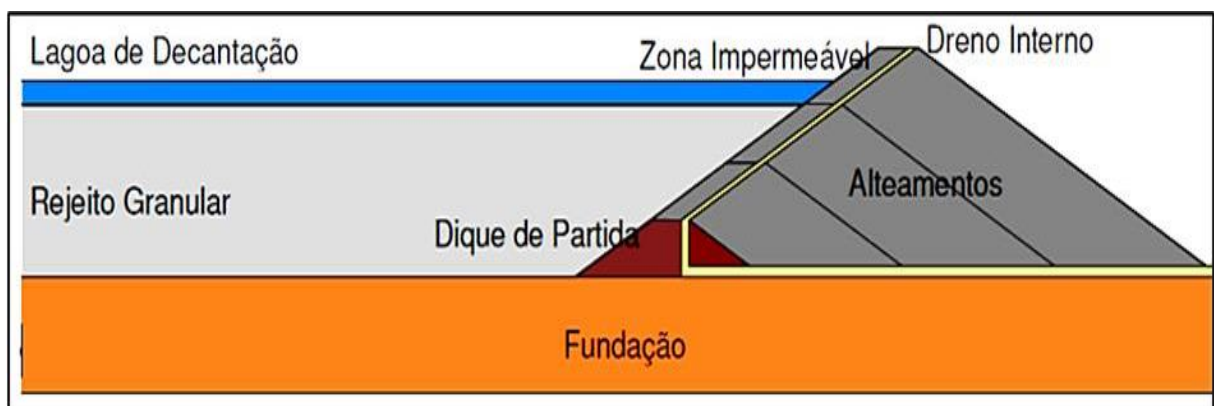 Lagoa de Decantação
Zona Impermeável
Dreno Interno
Rejeito Granular
Alteamentos
Dique de Partida
Fundação